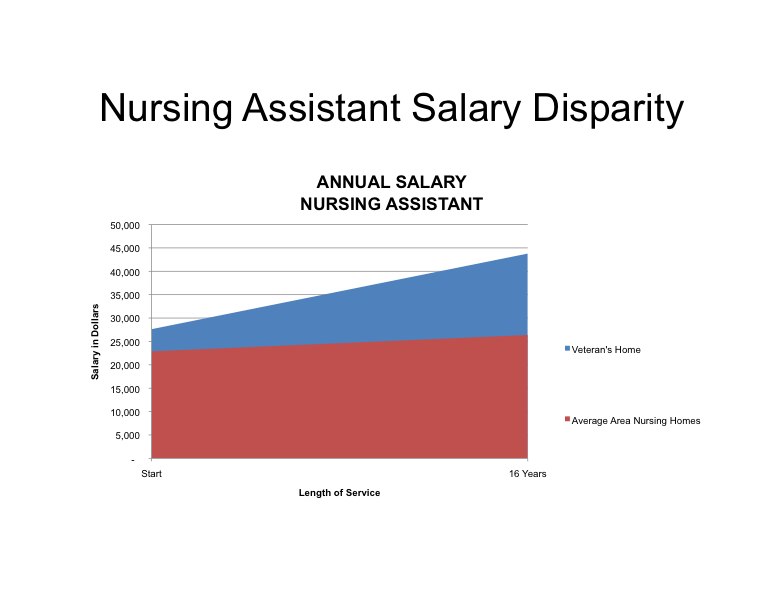 Nursing Assistant Salary Disparity
ANNUAL SALARY
NURSING ASSISTANT
50,000
45,000
40,000
35,000
30,000
25,000
20,000
15,000
10,000
5,000
-
Salary in Dollars
Start
16 Years
Length of Service
Veteran's Home
Average Area Nursing Homes